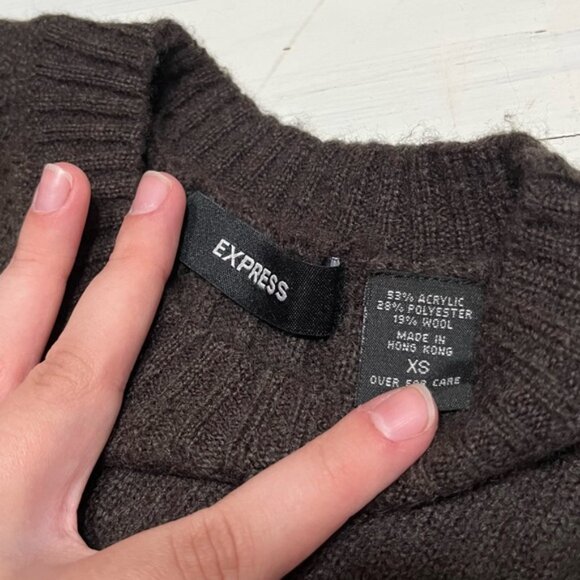 EXPRESS
53% ACRYLIC
28% POLYESTER
19% WOOL
MADE IN
HONG KONG
XS
OVER FOR CARE